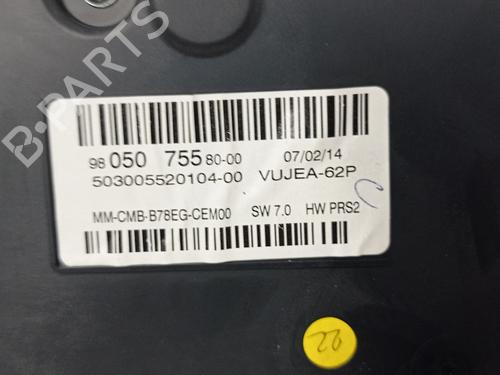 B-PARTS
98 050 755 80-00 07/02/14
503005520104-00 VUJEA-62P
MM-CMB-B78EG-CEM00 SW 7.0 HW PRS2
22